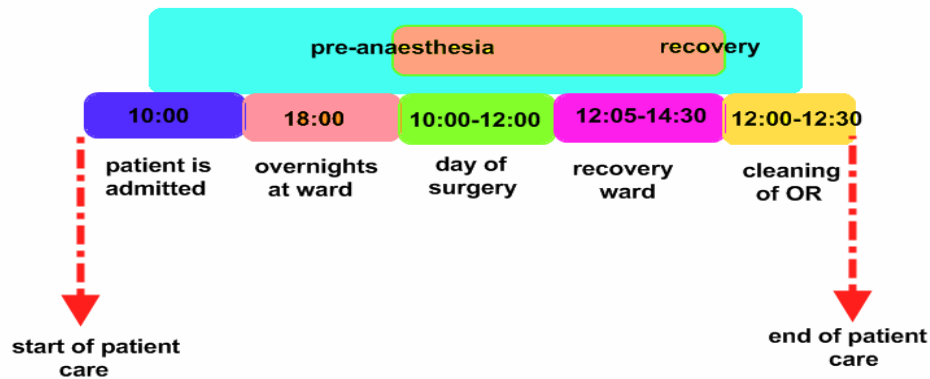 pre-anaesthesia recovery
10:00 18:00 10:00-12:00 12:05-14:30 12:00-12:30
patient is
admitted
overnights
at ward
day of
surgery
recovery
ward
cleaning
of OR
start of patient
care
end of patient
care